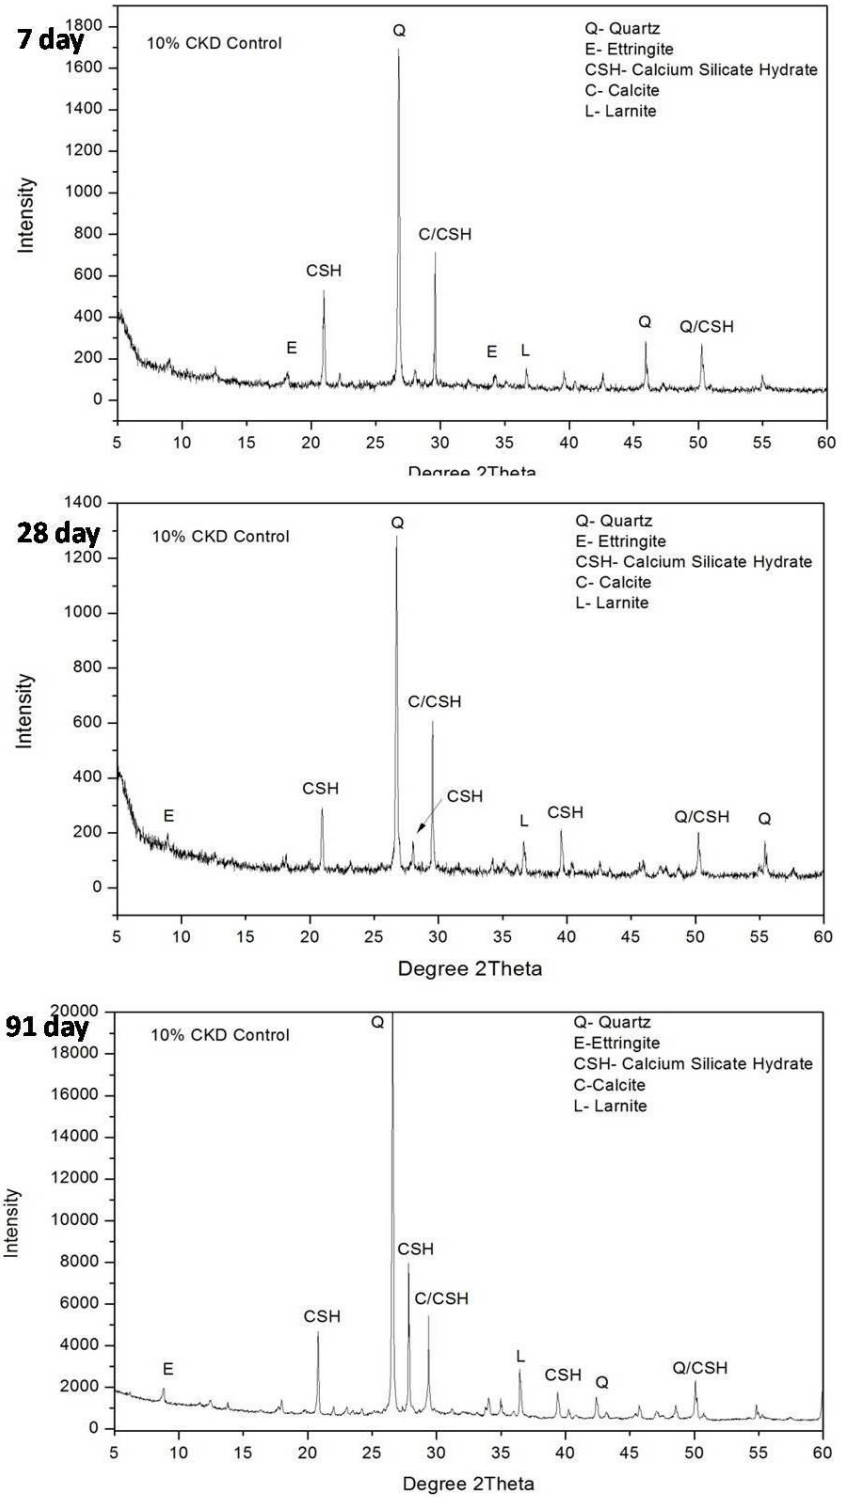 7 day
10% CKD Control
Q- Quartz
E- Ettringite
CSH- Calcium Silicate Hydrate
C- Calcite
L- Larnite
1800
1600
1400
1200
1000
800
600
400
200
0
Intensity
E
CSH
Q
C/CSH
E
L
Q
Q/CSH
5 10 15 20 25 30 35 40 45 50 55 60
Degree 2Theta
28 day
10% CKD Control
Q- Quartz
E- Ettringite
CSH- Calcium Silicate Hydrate
C- Calcite
L- Larnite
1400
1200
1000
800
600
400
200
0
Intensity
E
CSH
Q
C/CSH
CSH
L
CSH
Q/CSH
Q
5 10 15 20 25 30 35 40 45 50 55 60
Degree 2Theta
91 day
10% CKD Control
Q- Quartz
E-Ettringite
CSH- Calcium Silicate Hydrate
C-Calcite
L- Larnite
20000
18000
16000
14000
12000
10000
8000
6000
4000
2000
0
Intensity
E
CSH
Q
CSH
C/CSH
L
CSH
Q
Q/CSH
5 10 15 20 25 30 35 40 45 50 55 60
Degree 2Theta